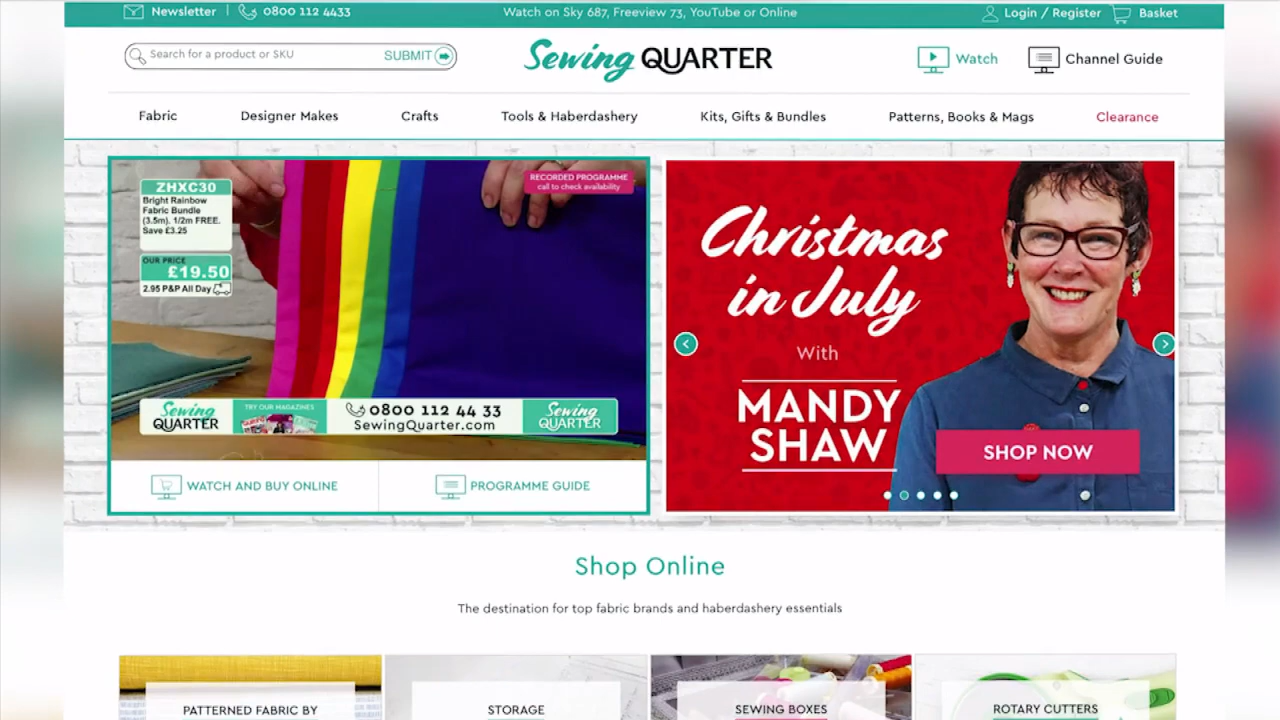 Newsletter
0800 112 4433
Watch on Sky 687, Freeview 73, YouTube or Online
Login / Register
Basket
Search for a product or SKU
SUBMIT
Sewing QUARTER
Watch
Channel Guide
Fabric
Designer Makes
Crafts
Tools & Haberdashery
Kits, Gifts & Bundles
Patterns, Books & Mags
Clearance
ZHXC30
Bright Rainbow
Fabric Bundle
(3.5m). 1/2m FREE.
Save £3.25
OUR PRICE
£19.50
2.95 P&P All Day
RECORDED PROGRAMME
call to check availability
Sewing
QUARTER
TRY OUR MAGAZINES
0800 112 44 33
SewingQuarter.com
Sewing
QUARTER
WATCH AND BUY ONLINE
PROGRAMME GUIDE
Christmas
in July
With
MANDY
SHAW
SHOP NOW
Shop Online
The destination for top fabric brands and haberdashery essentials
PATTERNED FABRIC BY
STORAGE
SEWING BOXES
ROTARY CUTTERS